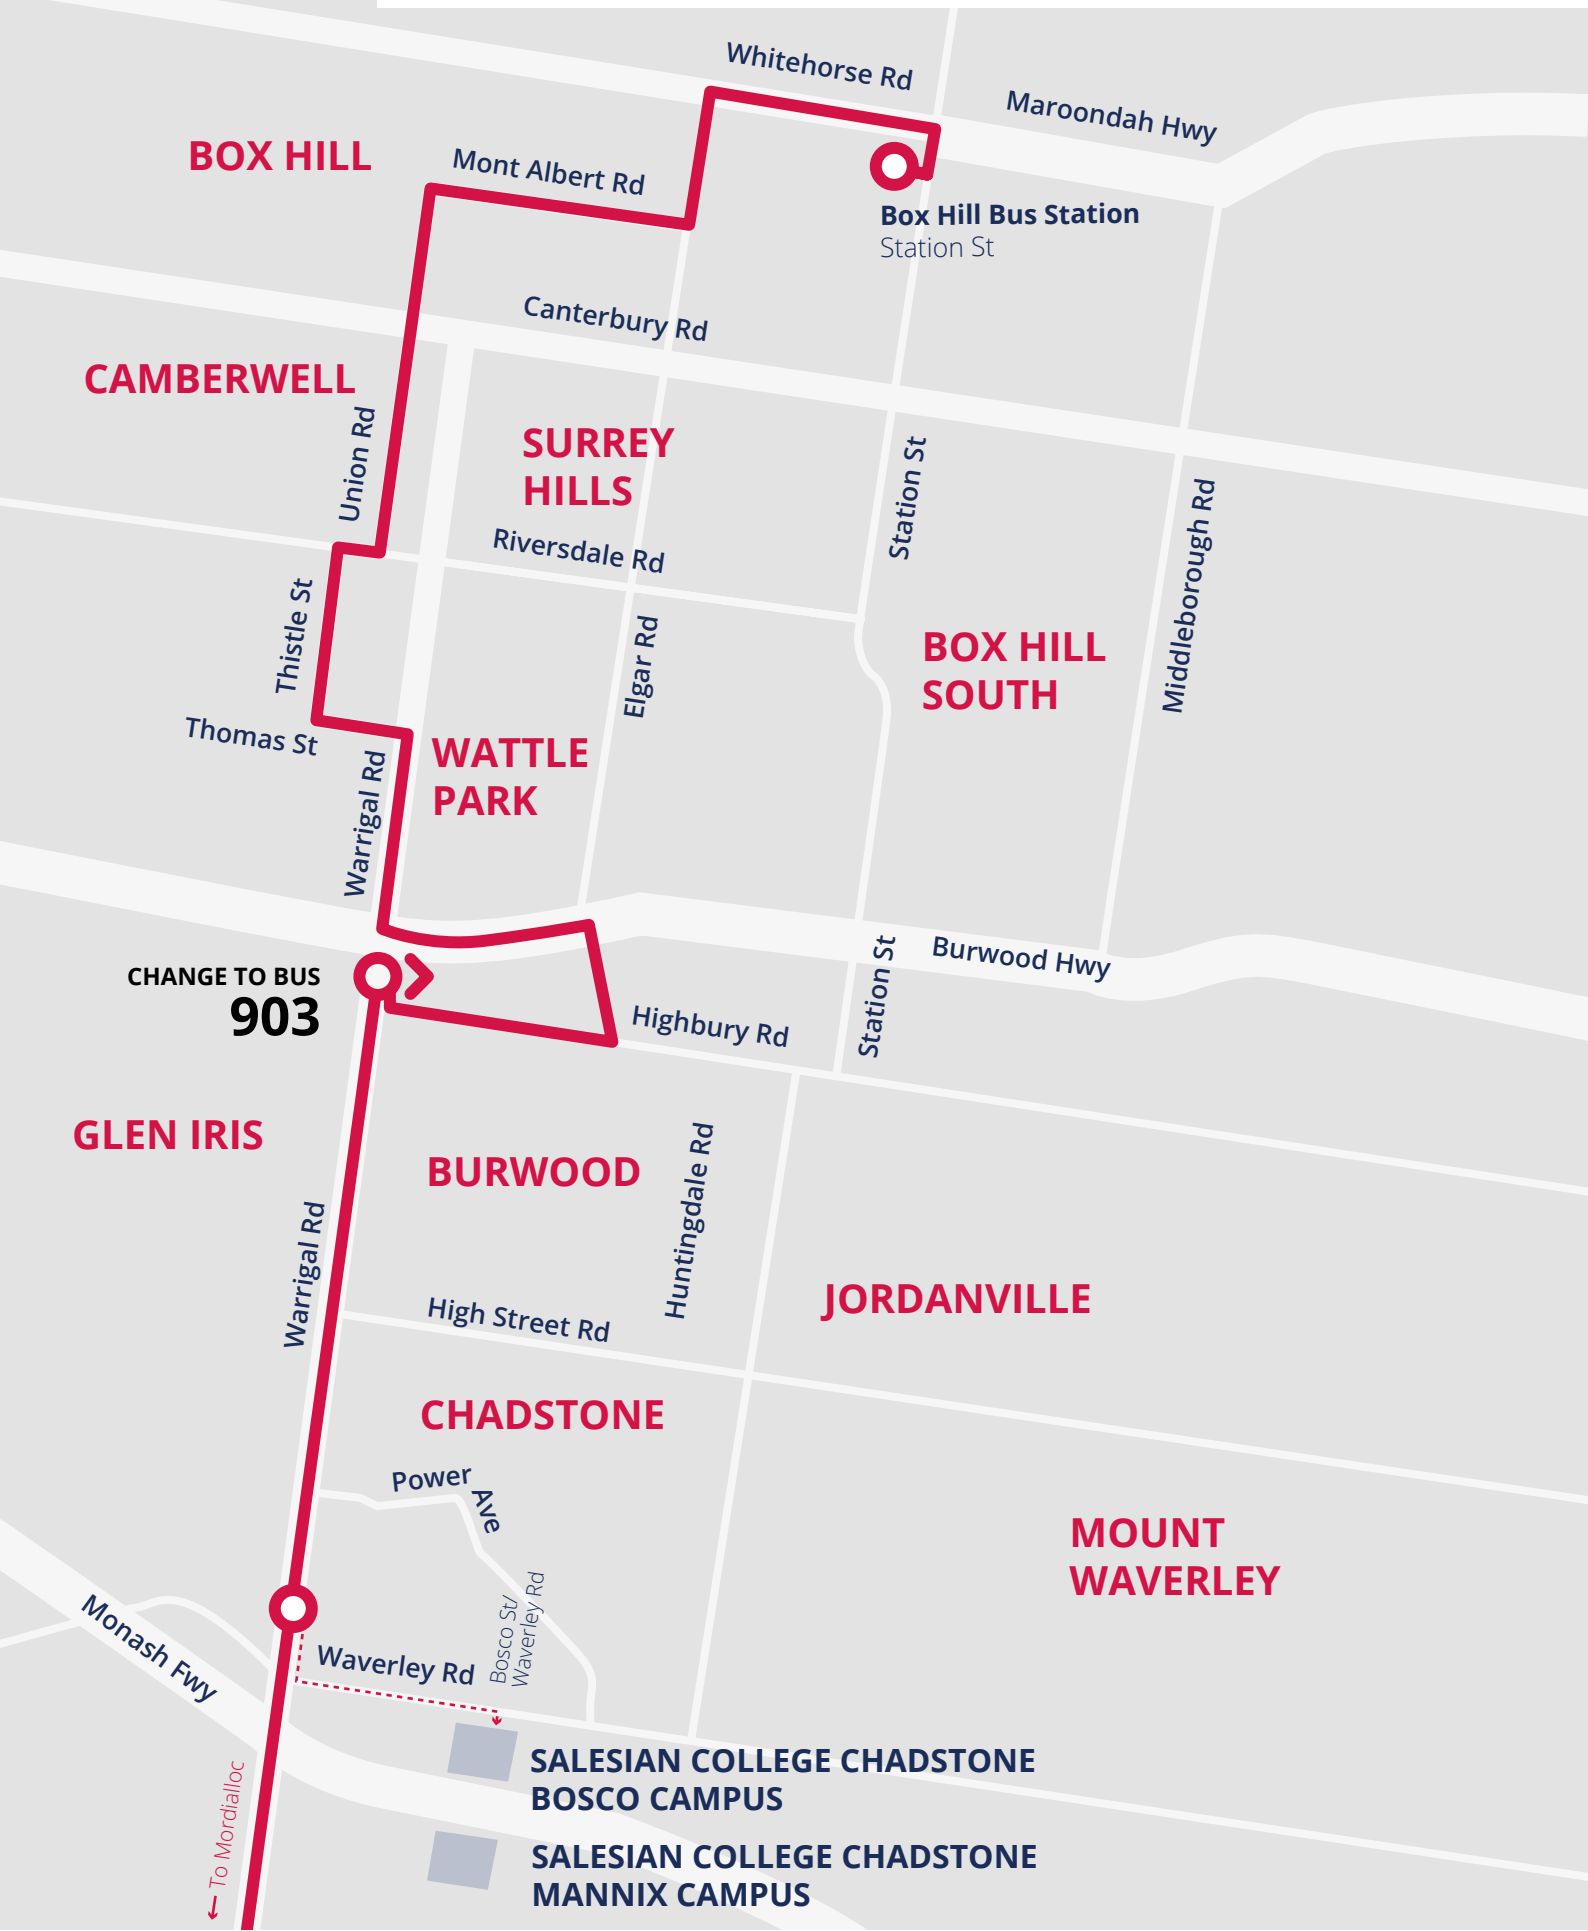 Whitehorse Rd
Maroondah Hwy
BOX HILL
Mont Albert Rd
Box Hill Bus Station
Station St
Canterbury Rd
CAMBERWELL
Union Rd
SURREY
HILLS
Station St
Middleborough Rd
Riversdale Rd
Thistle St
Elgar Rd
BOX HILL
SOUTH
Thomas St
WATTLE
PARK
Warrigal Rd
Burwood Hwy
Station St
CHANGE TO BUS
903
Highbury Rd
GLEN IRIS
BURWOOD
Huntingdale Rd
Warrigal Rd
JORDANVILLE
High Street Rd
CHADSTONE
Power Ave
MOUNT
WAVERLEY
Monash Fwy
Bosco St/
Waverley Rd
Waverley Rd
SALESIAN COLLEGE CHADSTONE
BOSCO CAMPUS
To Mordialloc
SALESIAN COLLEGE CHADSTONE
MANNIX CAMPUS